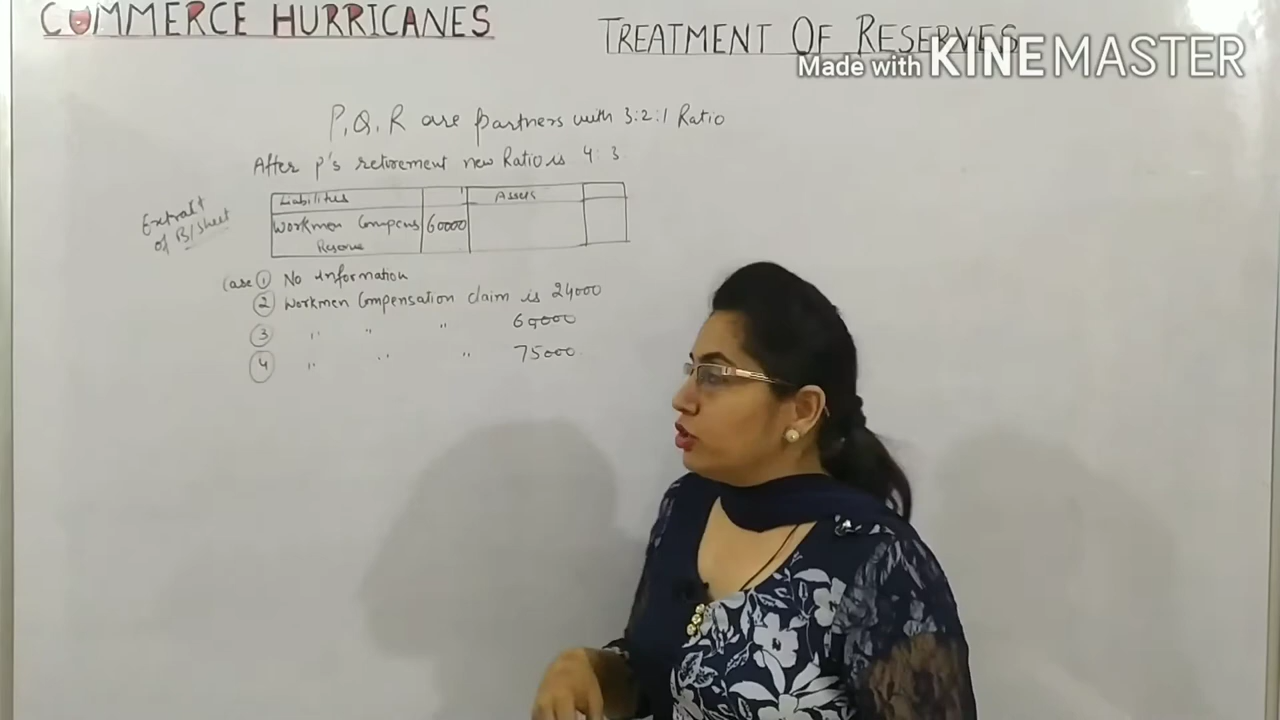 COMMERCE HURRICANES
TREATMENT OF RESERVES
Made with KINEMASTER
P, Q, R are partners with 3:2:1 Ratio
After P's retirement new Ratio is 4:3
Extract of B/Sheet
Liabilities Assets
Workmen Compens 60000
Reserve
Case ① No information
② Workmen Compensation claim is 24000
③ " " " 60000
④ " " " 75000